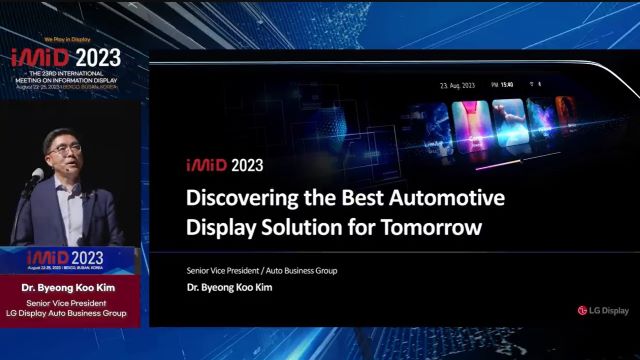 We Play in Display
iMiD 2023
THE 23RD INTERNATIONAL
MEETING ON INFORMATION DISPLAY
August 22-25, 2023 / BEXCO, BUSAN, KOREA
iMiD 2023
August 22-25, 2023 / BEXCO, BUSAN, KOREA
Dr. Byeong Koo Kim
Senior Vice President
LG Display Auto Business Group
23. Aug. 2023
PM 15:40
iMiD 2023
Discovering the Best Automotive
Display Solution for Tomorrow
Senior Vice President / Auto Business Group
Dr. Byeong Koo Kim
LG Display